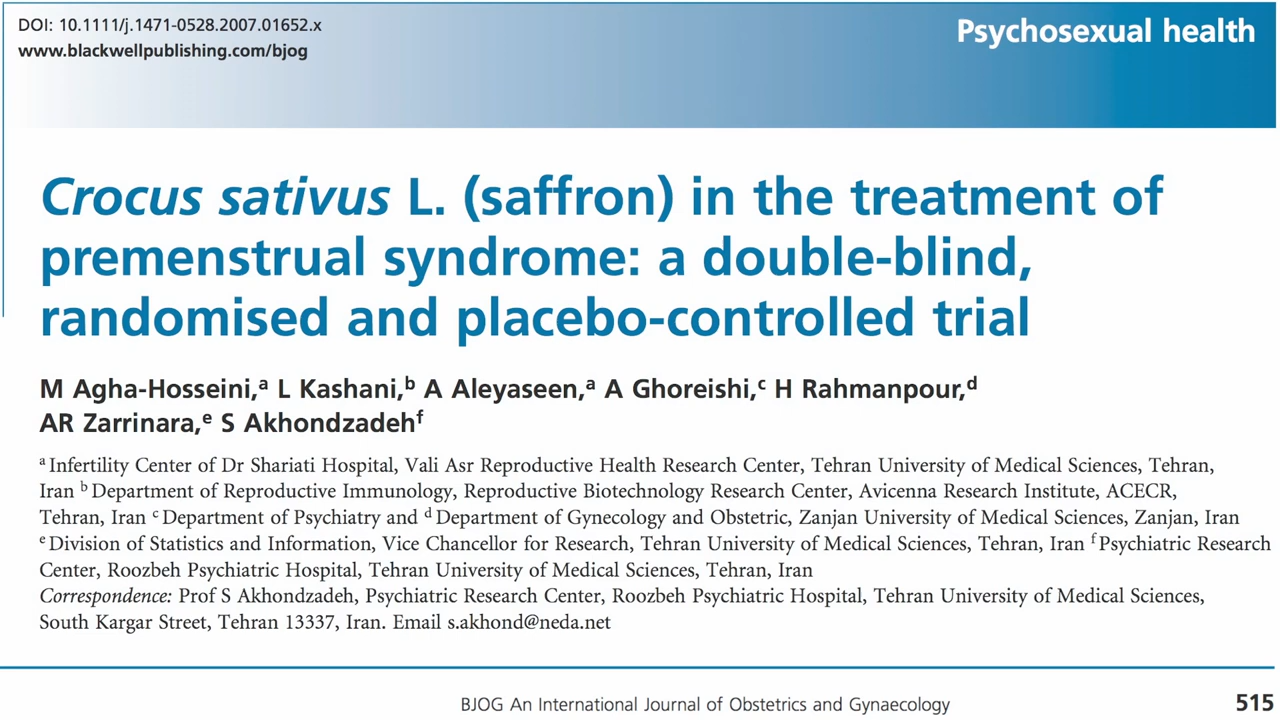 DOI: 10.1111/j.1471-0528.2007.01652.x
www.blackwellpublishing.com/bjog
Psychosexual health
Crocus sativus L. (saffron) in the treatment of
premenstrual syndrome: a double-blind,
randomised and placebo-controlled trial
M Agha-Hosseini,a L Kashani,b A Aleyaseen,a A Ghoreishi,c H Rahmanpour,d
AR Zarrinara,e S Akhondzadehf
a Infertility Center of Dr Shariati Hospital, Vali Asr Reproductive Health Research Center, Tehran University of Medical Sciences, Tehran,
Iran b Department of Reproductive Immunology, Reproductive Biotechnology Research Center, Avicenna Research Institute, ACECR,
Tehran, Iran c Department of Psychiatry and d Department of Gynecology and Obstetric, Zanjan University of Medical Sciences, Zanjan, Iran
e Division of Statistics and Information, Vice Chancellor for Research, Tehran University of Medical Sciences, Tehran, Iran f Psychiatric Research
Center, Roozbeh Psychiatric Hospital, Tehran University of Medical Sciences, Tehran, Iran
Correspondence: Prof S Akhondzadeh, Psychiatric Research Center, Roozbeh Psychiatric Hospital, Tehran University of Medical Sciences,
South Kargar Street, Tehran 13337, Iran. Email s.akhond@neda.net
BJOG An International Journal of Obstetrics and Gynaecology
515